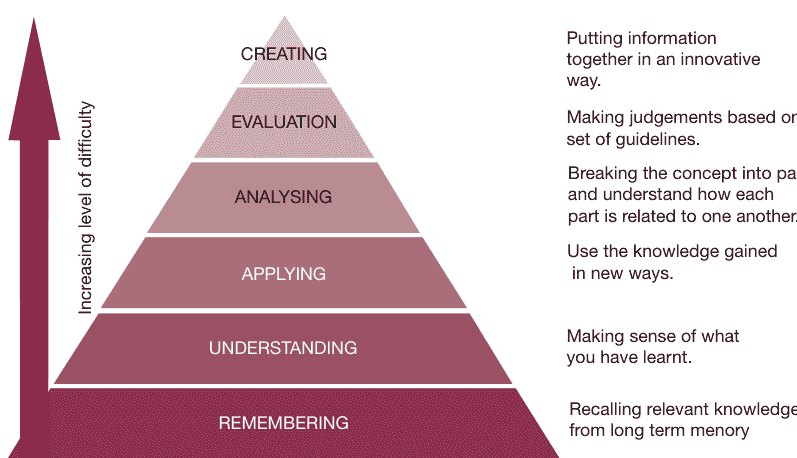 CREATING
Putting information
together in an innovative
way.
EVALUATION
Making judgements based on
set of guidelines.
ANALYSING
Breaking the concept into pa
and understand how each
part is related to one another.
APPLYING
Use the knowledge gained
in new ways.
UNDERSTANDING
Making sense of what
you have learnt.
REMEMBERING
Recalling relevant knowledge
from long term menory
Increasing level of difficulty